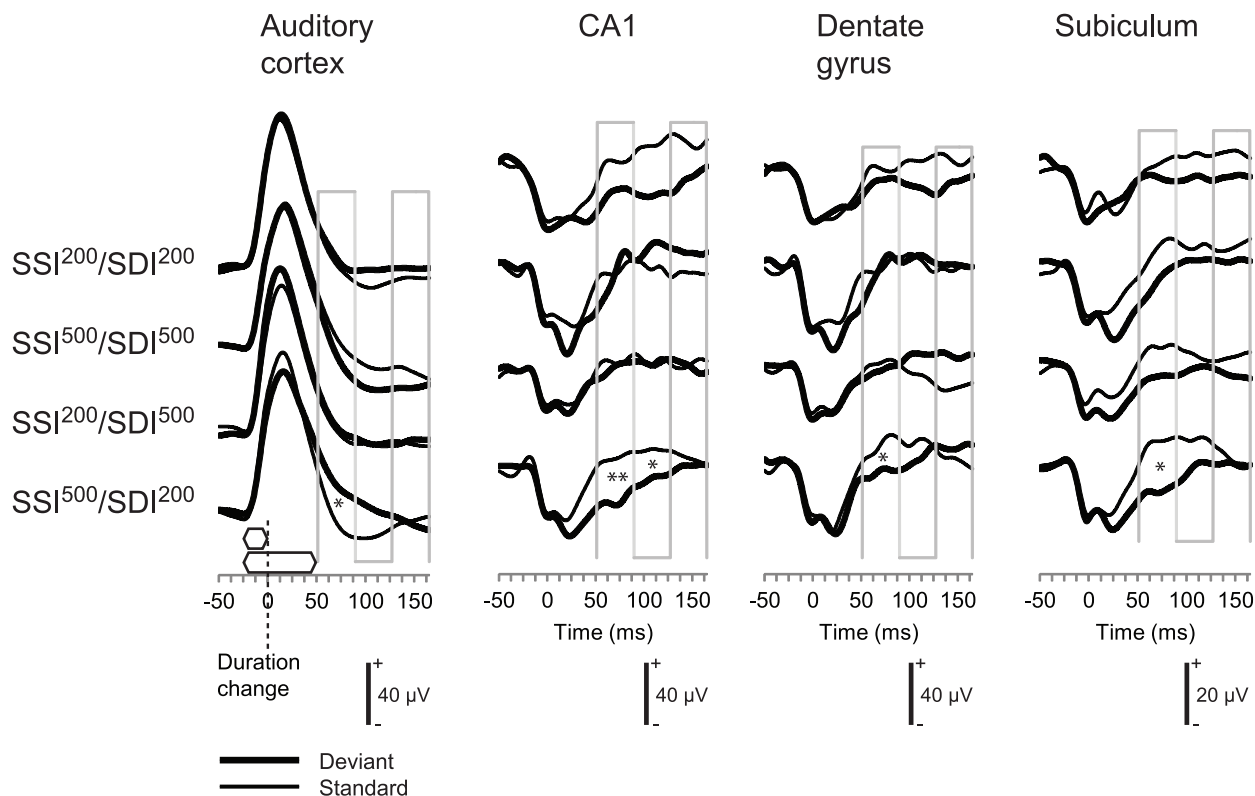 Auditory
cortex
CA1
Dentate
gyrus
Subiculum
SSI²⁰⁰/SDI²⁰⁰
SSI⁵⁰⁰/SDI⁵⁰⁰
SSI²⁰⁰/SDI⁵⁰⁰
SSI⁵⁰⁰/SDI²⁰⁰
*
** *
*
*
-50 0 50 100 150
-50 0 50 100 150
-50 0 50 100 150
-50 0 50 100 150
Time (ms)
Time (ms)
Time (ms)
Duration
change
+
40 µV
-
+
40 µV
-
+
40 µV
-
+
20 µV
-
Deviant
Standard